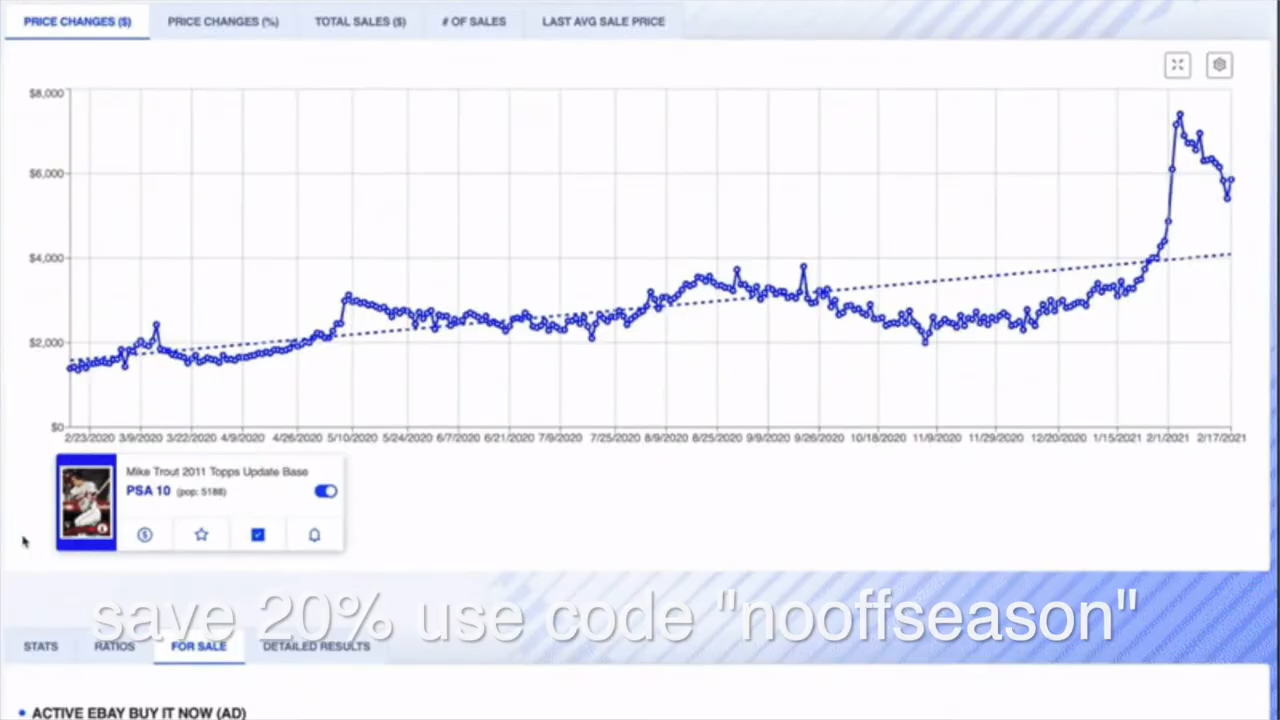 PRICE CHANGES ($) PRICE CHANGES (%) TOTAL SALES ($) # OF SALES LAST AVG SALE PRICE
$8,000
$6,000
$4,000
$2,000
$0
2/23/2020 3/9/2020 3/22/2020 4/9/2020 4/26/2020 5/10/2020 5/24/2020 6/7/2020 6/21/2020 7/9/2020 7/25/2020 8/9/2020 8/25/2020 9/9/2020 9/26/2020 10/18/2020 11/9/2020 11/29/2020 12/20/2020 1/15/2021 2/1/2021 2/17/2021
Mike Trout 2011 Topps Update Base
PSA 10 (pop: 5188)
save 20% use code "nooffseason"
STATS RATIOS FOR SALE DETAILED RESULTS
• ACTIVE EBAY BUY IT NOW (AD)